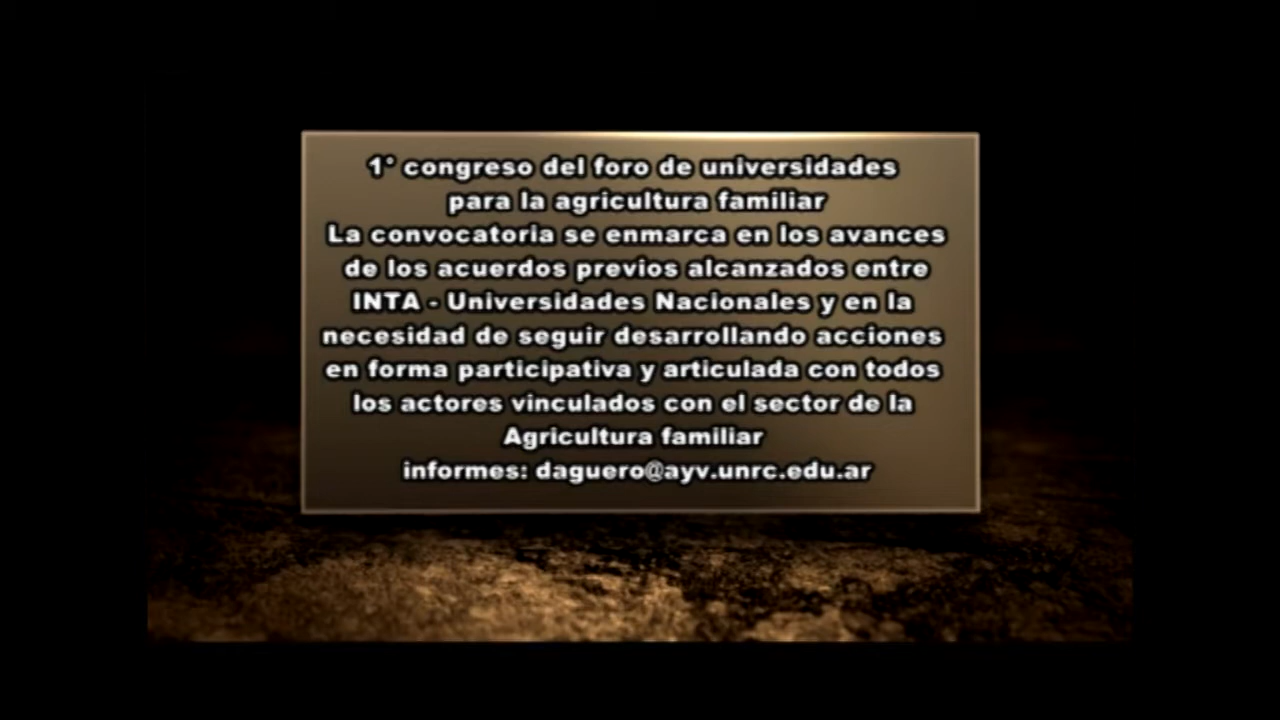 1° congreso del foro de universidades
para la agricultura familiar
La convocatoria se enmarca en los avances
de los acuerdos previos alcanzados entre
INTA - Universidades Nacionales y en la
necesidad de seguir desarrollando acciones
en forma participativa y articulada con todos
los actores vinculados con el sector de la
Agricultura familiar
informes: daguero@ayv.unrc.edu.ar